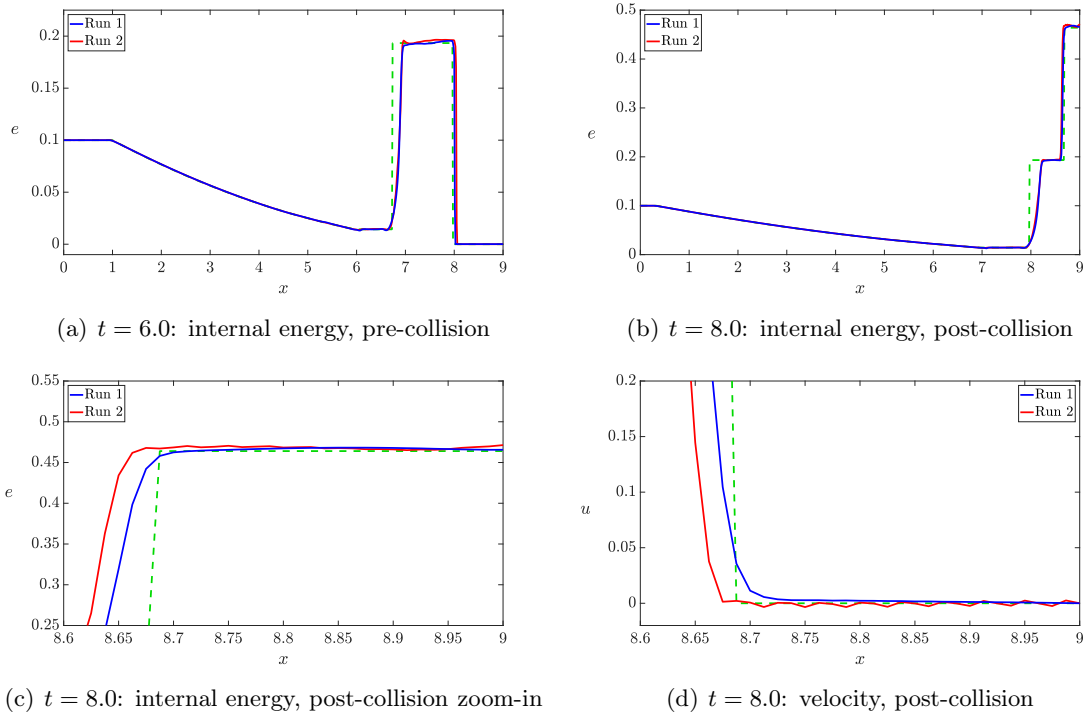 Run 1
Run 2
0.2
0.15
0.1
0.05
0
e
0 1 2 3 4 5 6 7 8 9
x
(a) t = 6.0: internal energy, pre-collision
Run 1
Run 2
0.5
0.4
0.3
0.2
0.1
0
e
0 1 2 3 4 5 6 7 8 9
x
(b) t = 8.0: internal energy, post-collision
Run 1
Run 2
0.55
0.5
0.45
0.4
0.35
0.3
0.25
e
8.6 8.65 8.7 8.75 8.8 8.85 8.9 8.95 9
x
(c) t = 8.0: internal energy, post-collision zoom-in
Run 1
Run 2
0.2
0.15
0.1
0.05
0
u
8.6 8.65 8.7 8.75 8.8 8.85 8.9 8.95 9
x
(d) t = 8.0: velocity, post-collision